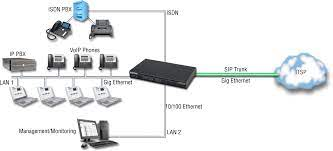 ISDN PBX
ISDN
IP PBX
VoIP Phones
LAN 1
Gig Ethernet
SIP Trunk
Gig Ethernet
ITSP
10/100 Ethernet
Management/Monitoring
LAN 2